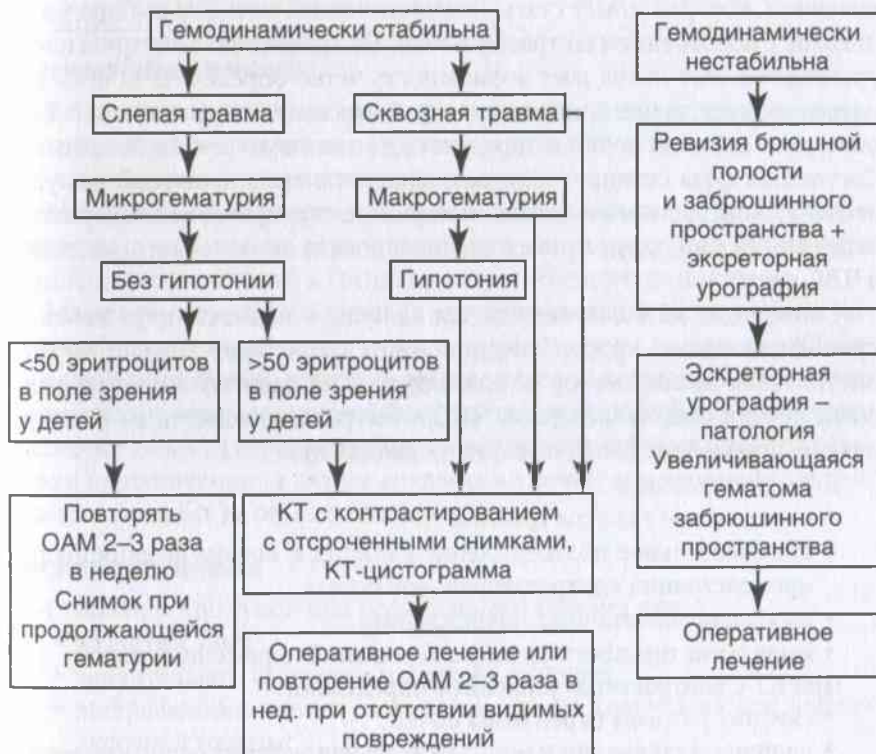 Гемодинамически стабильна
Слепая травма
Сквозная травма
Микрогематурия
Макрогематурия
Без гипотонии
Гипотония
<50 эритроцитов
в поле зрения
у детей
>50 эритроцитов
в поле зрения
у детей
Повторять
ОАМ 2–3 раза
в неделю
Снимок при
продолжающейся
гематурии
КТ с контрастированием
с отсроченными снимками,
КТ-цистограмма
Оперативное лечение или
повторение ОАМ 2–3 раза в
нед. при отсутствии видимых
повреждений
Гемодинамически
нестабильна
Ревизия брюшной
полости
и забрюшинного
пространства +
эксреторная
урография
Эскреторная
урография –
патология
Увеличивающаяся
гематома
забрюшинного
пространства
Оперативное
лечение